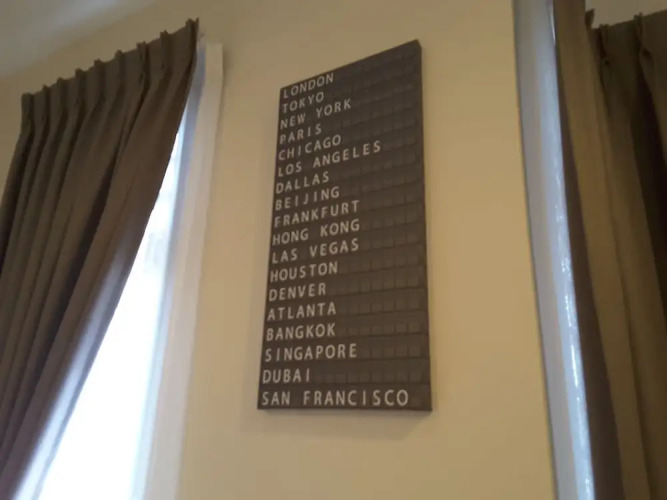 LONDON
TOKYO
NEW YORK
PARIS
CHICAGO
LOS ANGELES
DALLAS
BEIJING
FRANKFURT
HONG KONG
LAS VEGAS
HOUSTON
DENVER
ATLANTA
BANGKOK
SINGAPORE
DUBAI
SAN FRANCISCO